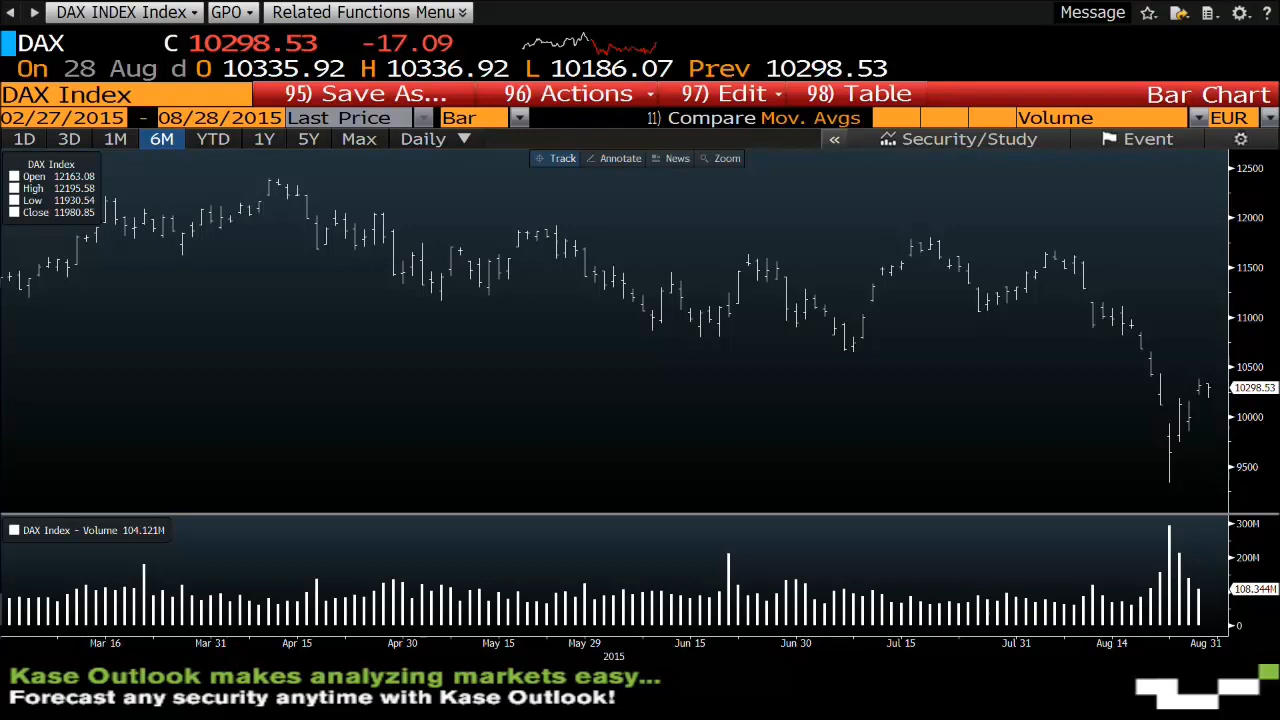 DAX INDEX Index GPO Related Functions Menu Message ?
DAX C 10298.53 -17.09
On 28 Aug d O 10335.92 H 10336.92 L 10186.07 Prev 10298.53
DAX Index 95) Save As... 96) Actions 97) Edit 98) Table Bar Chart
02/27/2015 - 08/28/2015 Last Price Bar 11) Compare Mov. Avgs Volume EUR
1D 3D 1M 6M YTD 1Y 5Y Max Daily « Security/Study Event
Track Annotate News Zoom
DAX Index
Open 12163.08
High 12195.58
Low 11930.54
Close 11980.85
12500
12000
11500
11000
10500
10298.53
10000
9500
DAX Index - Volume 104.121M
300M
200M
108.344M
0
Mar 16 Mar 31 Apr 15 Apr 30 May 15 May 29 Jun 15 Jun 30 Jul 15 Jul 31 Aug 14 Aug 31
2015
Kase Outlook makes analyzing markets easy...
Forecast any security anytime with Kase Outlook!